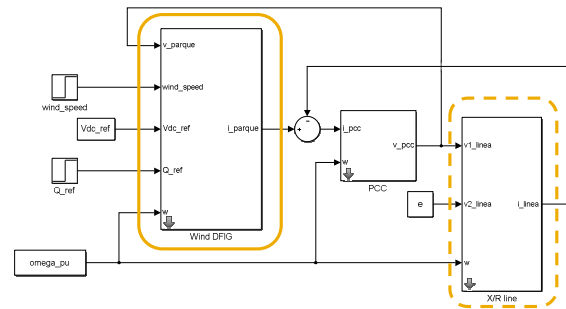 v_parque
wind_speed
wind_speed
Vdc_ref
Vdc_ref
i_parque
Q_ref
Q_ref
w
Wind DFIG
omega_pu
i_pcc
v_pcc
w
PCC
e
v1_linea
v2_linea
i_linea
w
X/R line